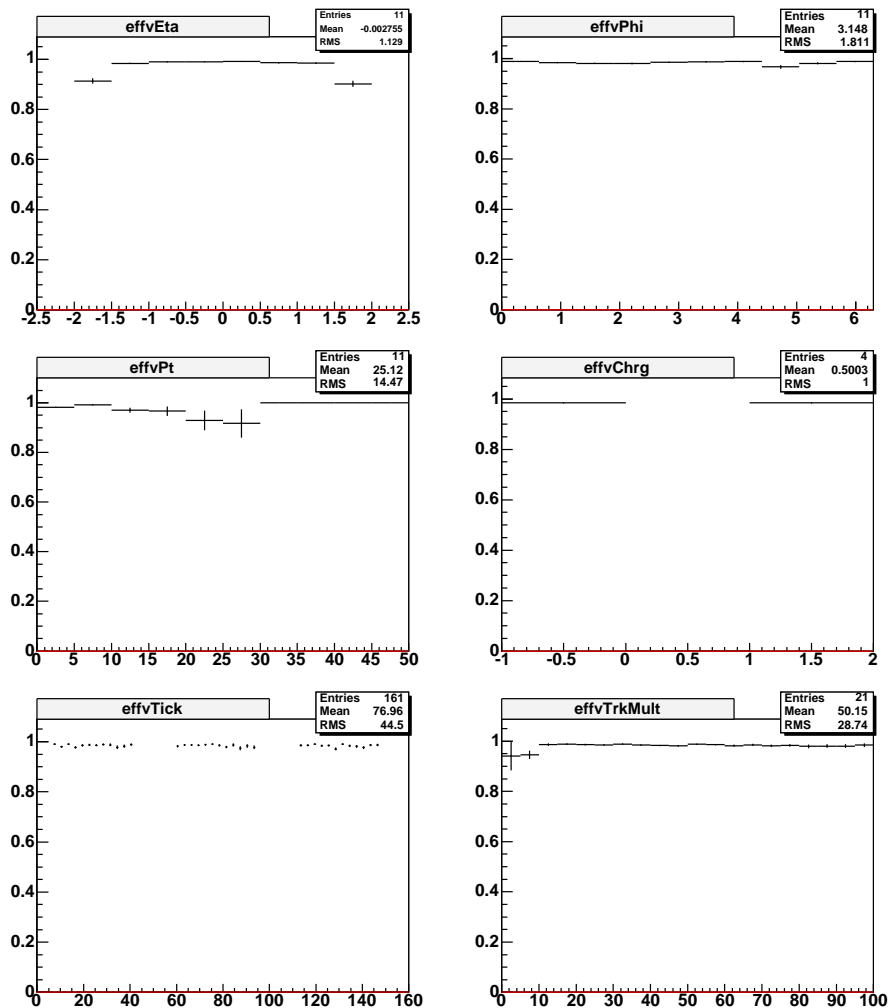 effvEta
Entries 11
Mean -0.002755
RMS 1.129
1
0.8
0.6
0.4
0.2
0
-2.5 -2 -1.5 -1 -0.5 0 0.5 1 1.5 2 2.5
effvPhi
Entries 11
Mean 3.148
RMS 1.811
1
0.8
0.6
0.4
0.2
0
0 1 2 3 4 5 6
effvPt
Entries 11
Mean 25.12
RMS 14.47
1
0.8
0.6
0.4
0.2
0
0 5 10 15 20 25 30 35 40 45 50
effvChrg
Entries 4
Mean 0.5003
RMS 1
1
0.8
0.6
0.4
0.2
0
-1 -0.5 0 0.5 1 1.5 2
effvTick
Entries 161
Mean 76.96
RMS 44.5
1
0.8
0.6
0.4
0.2
0
0 20 40 60 80 100 120 140 160
effvTrkMult
Entries 21
Mean 50.15
RMS 28.74
1
0.8
0.6
0.4
0.2
0
0 10 20 30 40 50 60 70 80 90 100